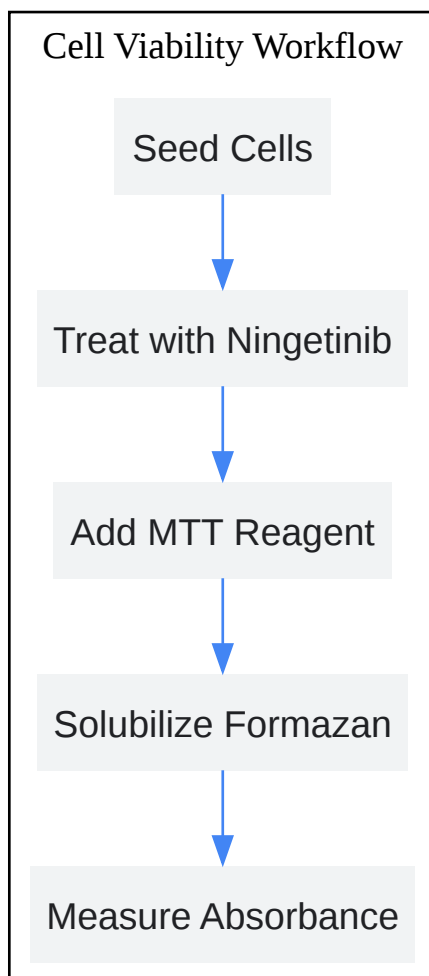 Cell Viability Workflow
Seed Cells
Treat with Ningetinib
Add MTT Reagent
Solubilize Formazan
Measure Absorbance